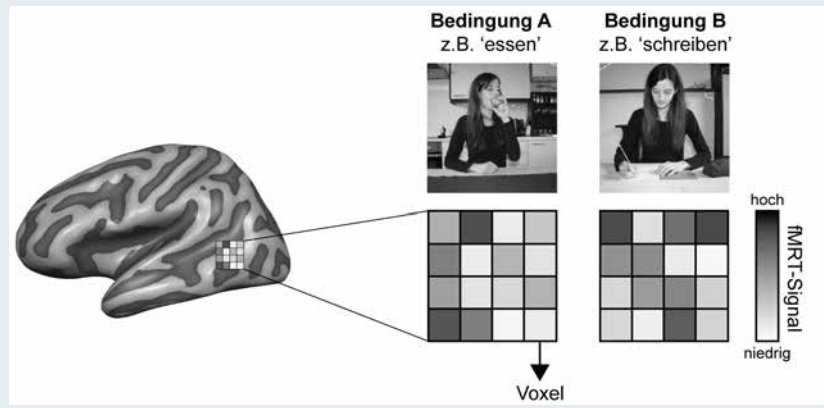 Bedingung A
z.B. ‘essen’
Bedingung B
z.B. ‘schreiben’
hoch
fMRT-Signal
niedrig
Voxel